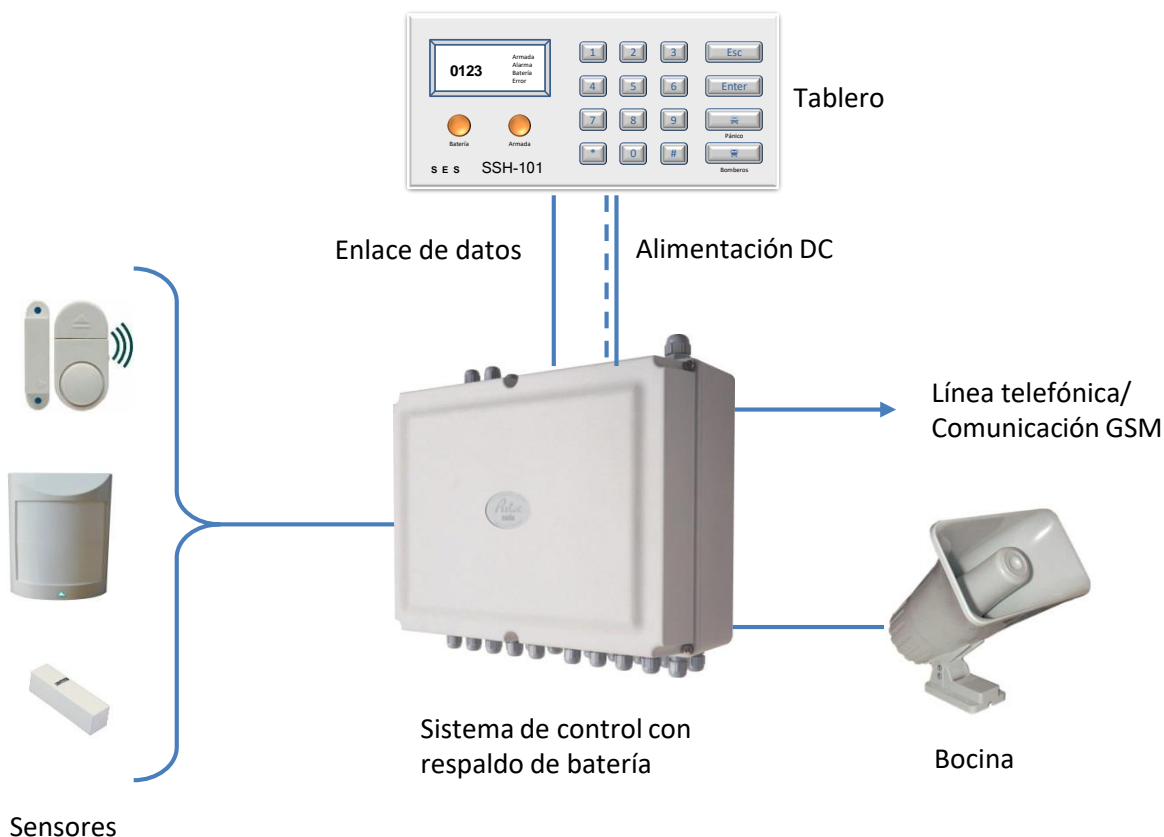 0123
Armada
Alarma
Batería
Error
1 2 3 Esc
4 5 6 Enter
7 8 9
Pánico
* 0 #
Bomberos
Batería Armada
SES SSH-101
Tablero
Enlace de datos
Alimentación DC
Línea telefónica/
Comunicación GSM
Sistema de control con
respaldo de batería
Bocina
Sensores